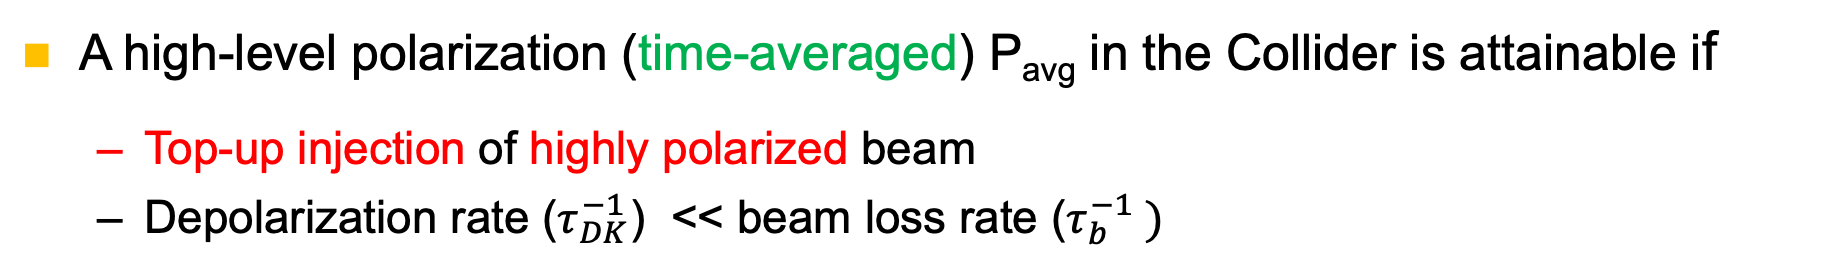 ■ A high-level polarization (time-averaged) P_avg in the Collider is attainable if
– Top-up injection of highly polarized beam
– Depolarization rate (τ_DK^−1) << beam loss rate (τ_b^−1 )